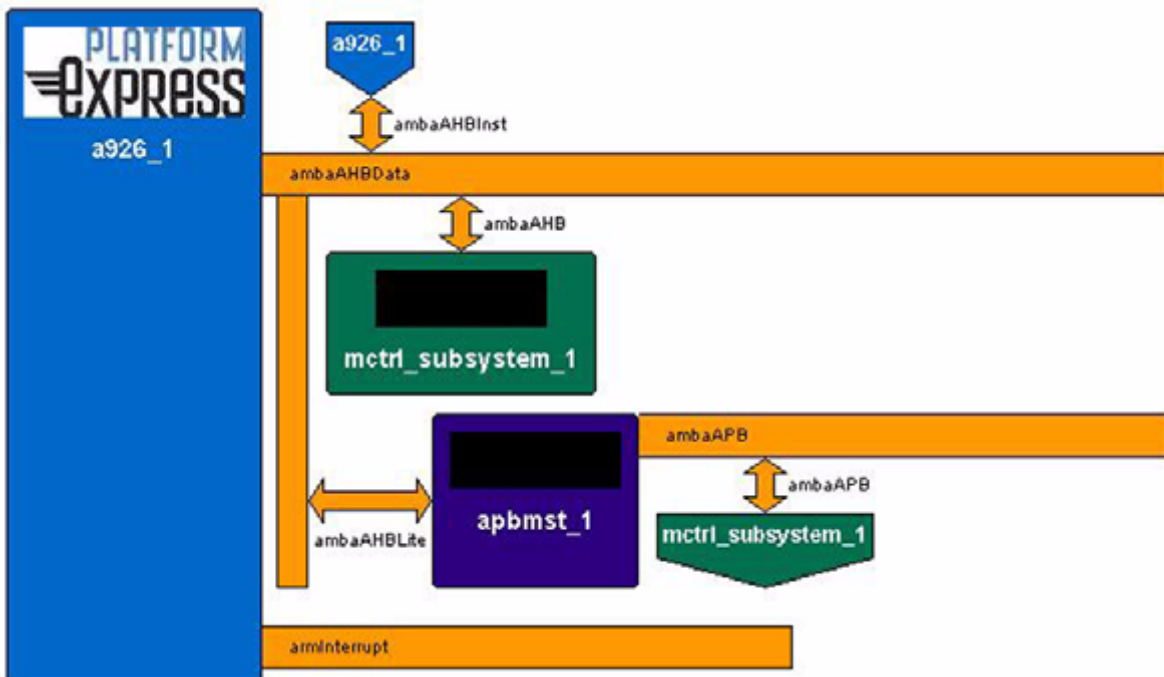 PLATFORM
express
a926_1
a926_1
ambaAHBInst
ambaAHBData
ambaAHB
mctrl_subsystem_1
ambaAPB
ambaAPB
apbmst_1
ambaAHBLite
mctrl_subsystem_1
armInterrupt